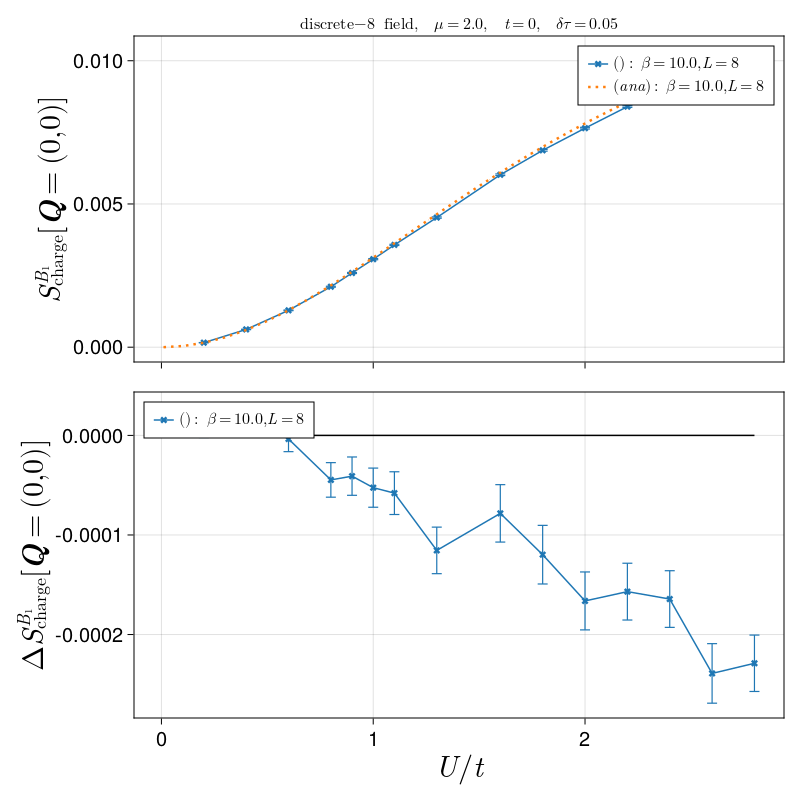 discrete−8 field, μ = 2.0, t = 0, δτ = 0.05
0.010
0.005
0.000
S^{B_1}_{charge}[Q = (0,0)]
() : β = 10.0, L = 8
(ana) : β = 10.0, L = 8
0.0000
-0.0001
-0.0002
ΔS^{B_1}_{charge}[Q = (0,0)]
() : β = 10.0, L = 8
0 1 2
U/t